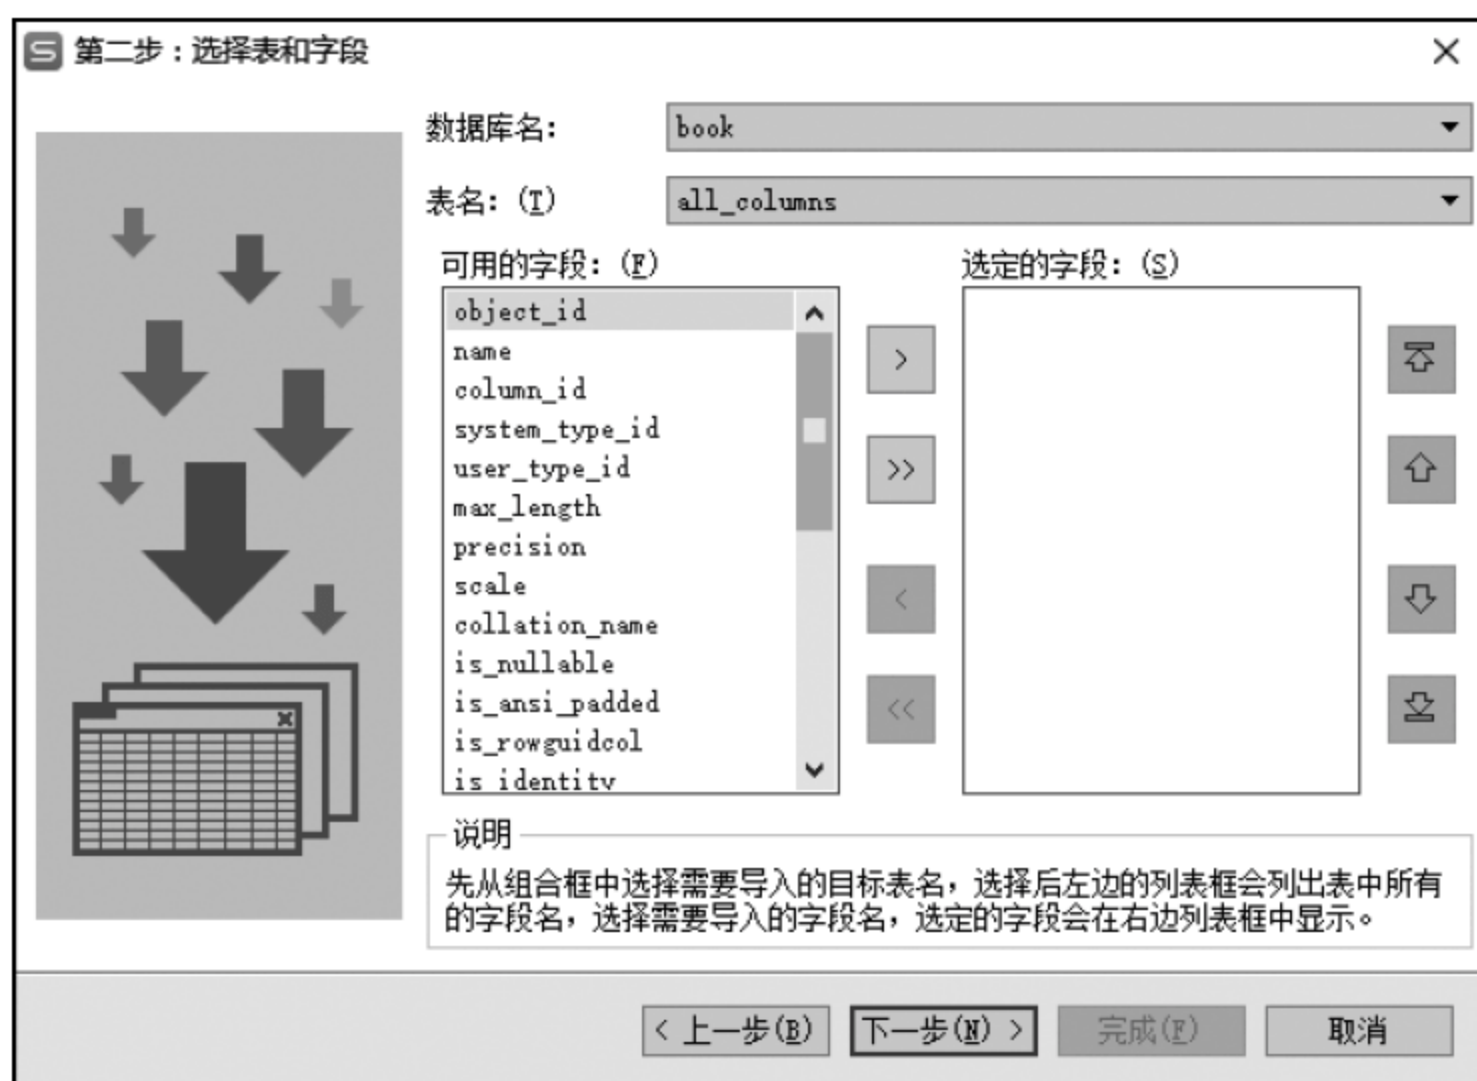 第二步：选择表和字段
数据库名：
book
表名：(T)
all_columns
可用的字段：(F)
选定的字段：(S)
object_id
name
column_id
system_type_id
user_type_id
max_length
precision
scale
collation_name
is_nullable
is_ansi_padded
is_rowguidcol
is_identity
>
>>
<
<<
说明
先从组合框中选择需要导入的目标表名，选择后左边的列表框会列出表中所有
的字段名，选择需要导入的字段名，选定的字段会在右边列表框中显示。
< 上一步(B)
下一步(N) >
完成(F)
取消